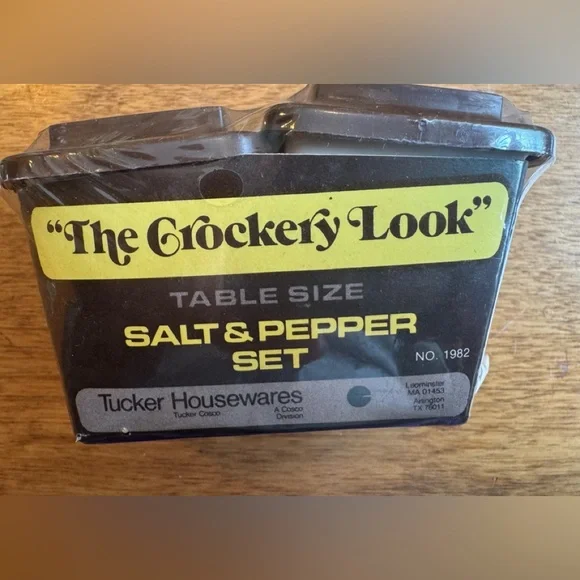 "The Crockery Look"
TABLE SIZE
SALT & PEPPER
SET
NO. 1982
Tucker Housewares
Tucker Cosco
A Cosco
Division
Leominster
MA 01453
Arlington
TX 76011